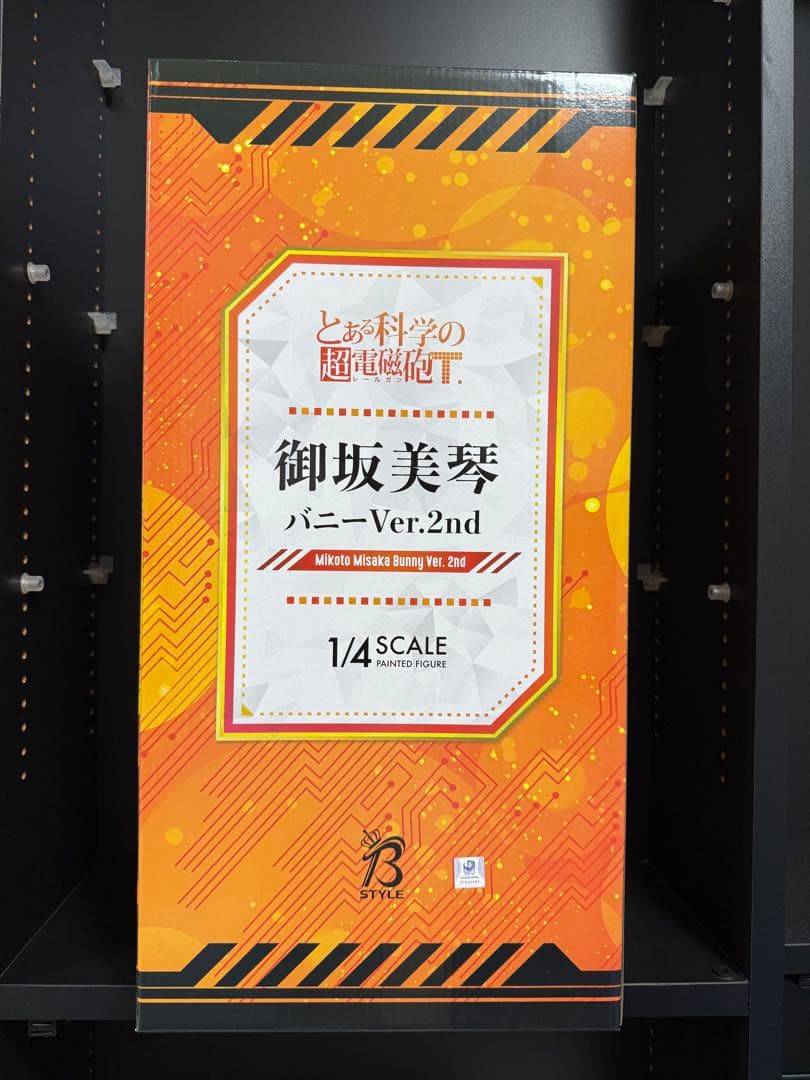 とある科学の
超電磁砲T.
レールガン
御坂美琴
バニーVer.2nd
Mikoto Misaka Bunny Ver. 2nd
1/4 SCALE
PAINTED FIGURE
B
STYLE